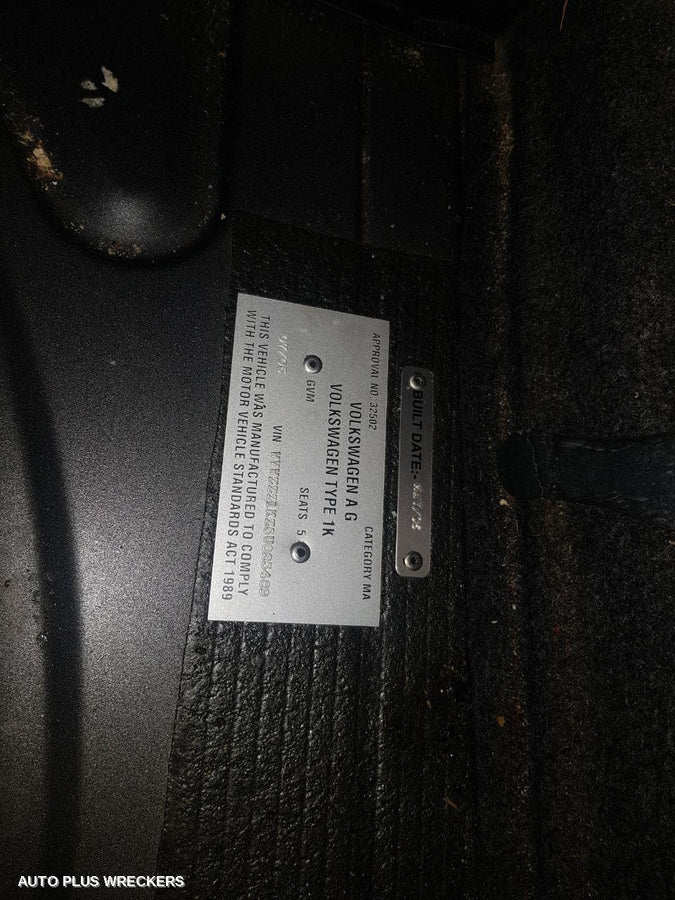 APPROVAL NO. 32502 CATEGORY MA
VOLKSWAGEN A G
VOLKSWAGEN TYPE 1K
GVM SEATS 5
VIN
THIS VEHICLE WAS MANUFACTURED TO COMPLY
WITH THE MOTOR VEHICLE STANDARDS ACT 1989
BUILT DATE:-
AUTO PLUS WRECKERS